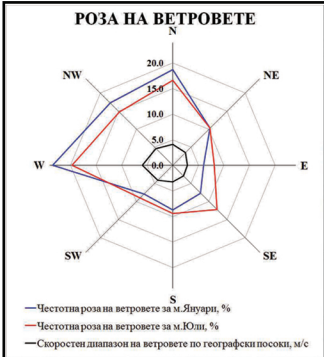 РОЗА НА ВЕТРОВЕТЕ
N
NW
NE
20.0
15.0
10.0
5.0
W
0.0
E
SW
SE
S
Честотна роза на ветровете за м.Януари, %
Честотна роза на ветровете за м.Юли, %
Скоростен диапазон на ветровете по географски посоки, м/с